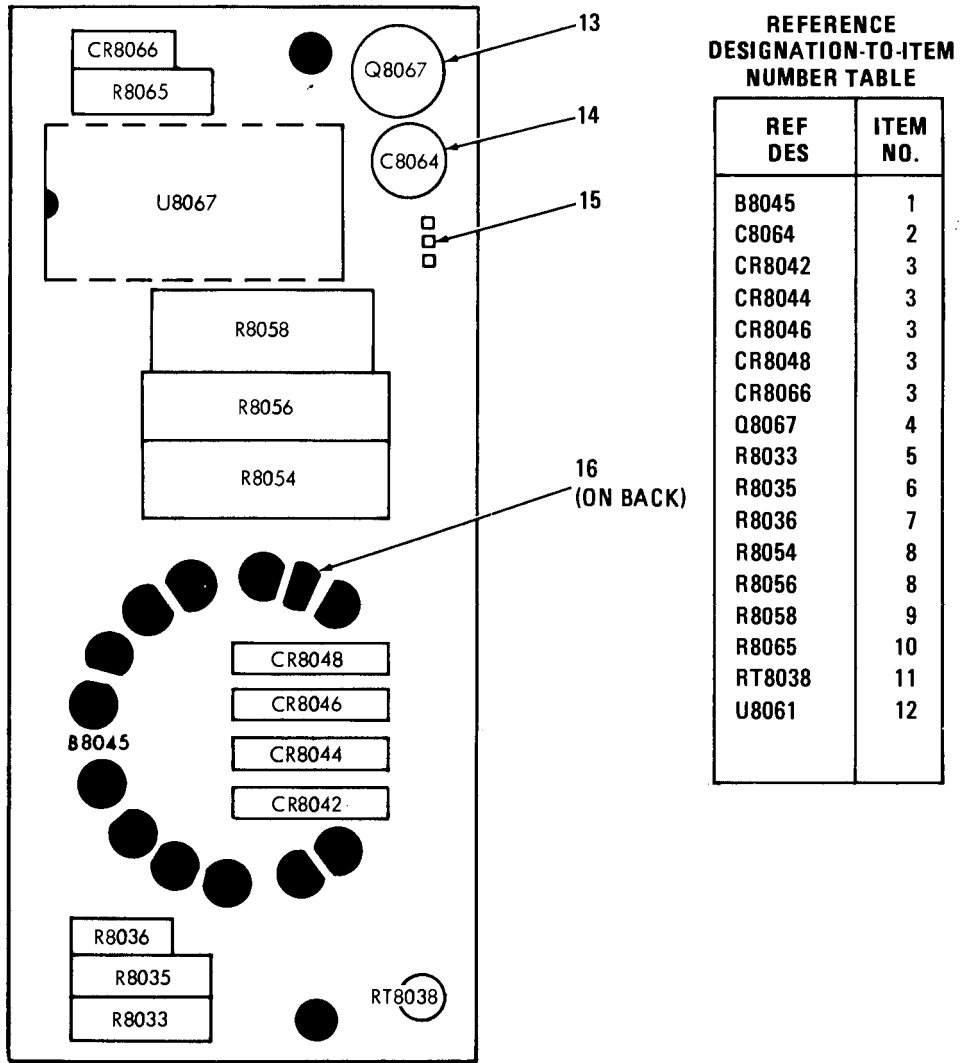 CR8066
R8065
Q8067
13
C8064
14
U8067
15
R8058
R8056
R8054
16
(ON BACK)
CR8048
CR8046
B8045
CR8044
CR8042
R8036
R8035
R8033
RT8038
REFERENCE
DESIGNATION-TO-ITEM
NUMBER TABLE
REF DES ITEM NO.
B8045 1
C8064 2
CR8042 3
CR8044 3
CR8046 3
CR8048 3
CR8066 3
Q8067 4
R8033 5
R8035 6
R8036 7
R8054 8
R8056 8
R8058 9
R8065 10
RT8038 11
U8061 12